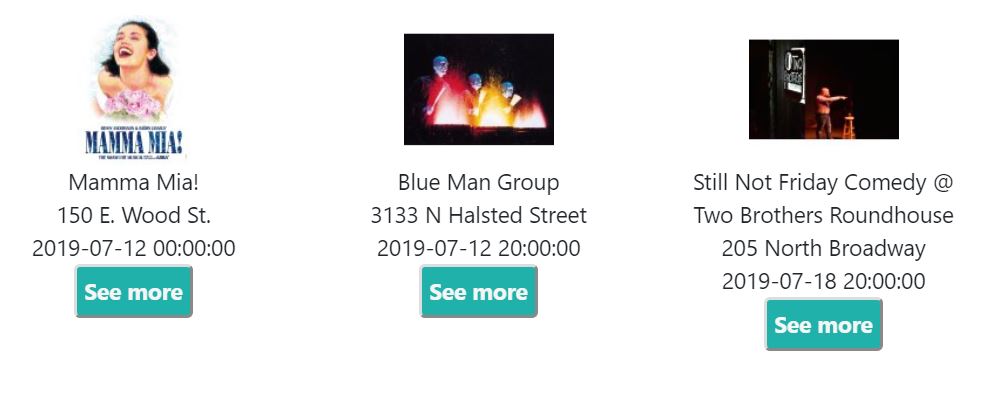 MAMMA MIA!
Mamma Mia!
150 E. Wood St.
2019-07-12 00:00:00
See more
Blue Man Group
3133 N Halsted Street
2019-07-12 20:00:00
See more
TWO
BROTHERS
Still Not Friday Comedy @
Two Brothers Roundhouse
205 North Broadway
2019-07-18 20:00:00
See more